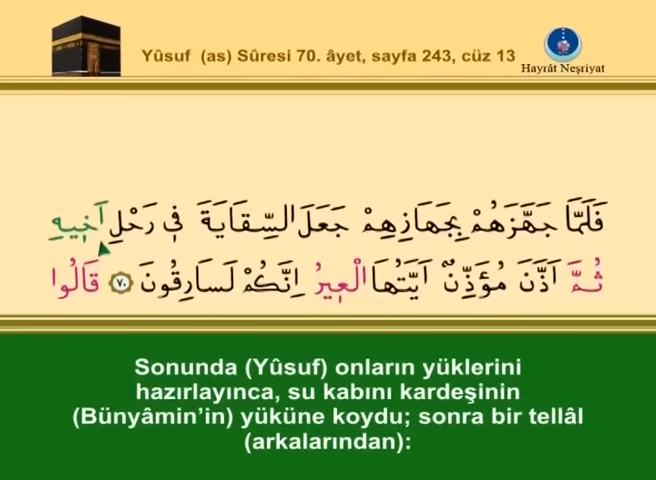 Yûsuf (as) Sûresi 70. âyet, sayfa 243, cüz 13
Hayrât Neşriyat
فَلَمَّا جَهَّزَهُمْ بِجَهَازِهِمْ جَعَلَ السِّقَايَةَ فٖى رَحْلِ اَخٖيهِ
ثُمَّ اَذَّنَ مُؤَذِّنٌ اَيَّتُهَا الْعٖيرُ اِنَّكُمْ لَسَارِقُونَ ﴿٧٠﴾ قَالُوا
Sonunda (Yûsuf) onların yüklerini
hazırlayınca, su kabını kardeşinin
(Bünyâmin’in) yüküne koydu; sonra bir tellâl
(arkalarından):